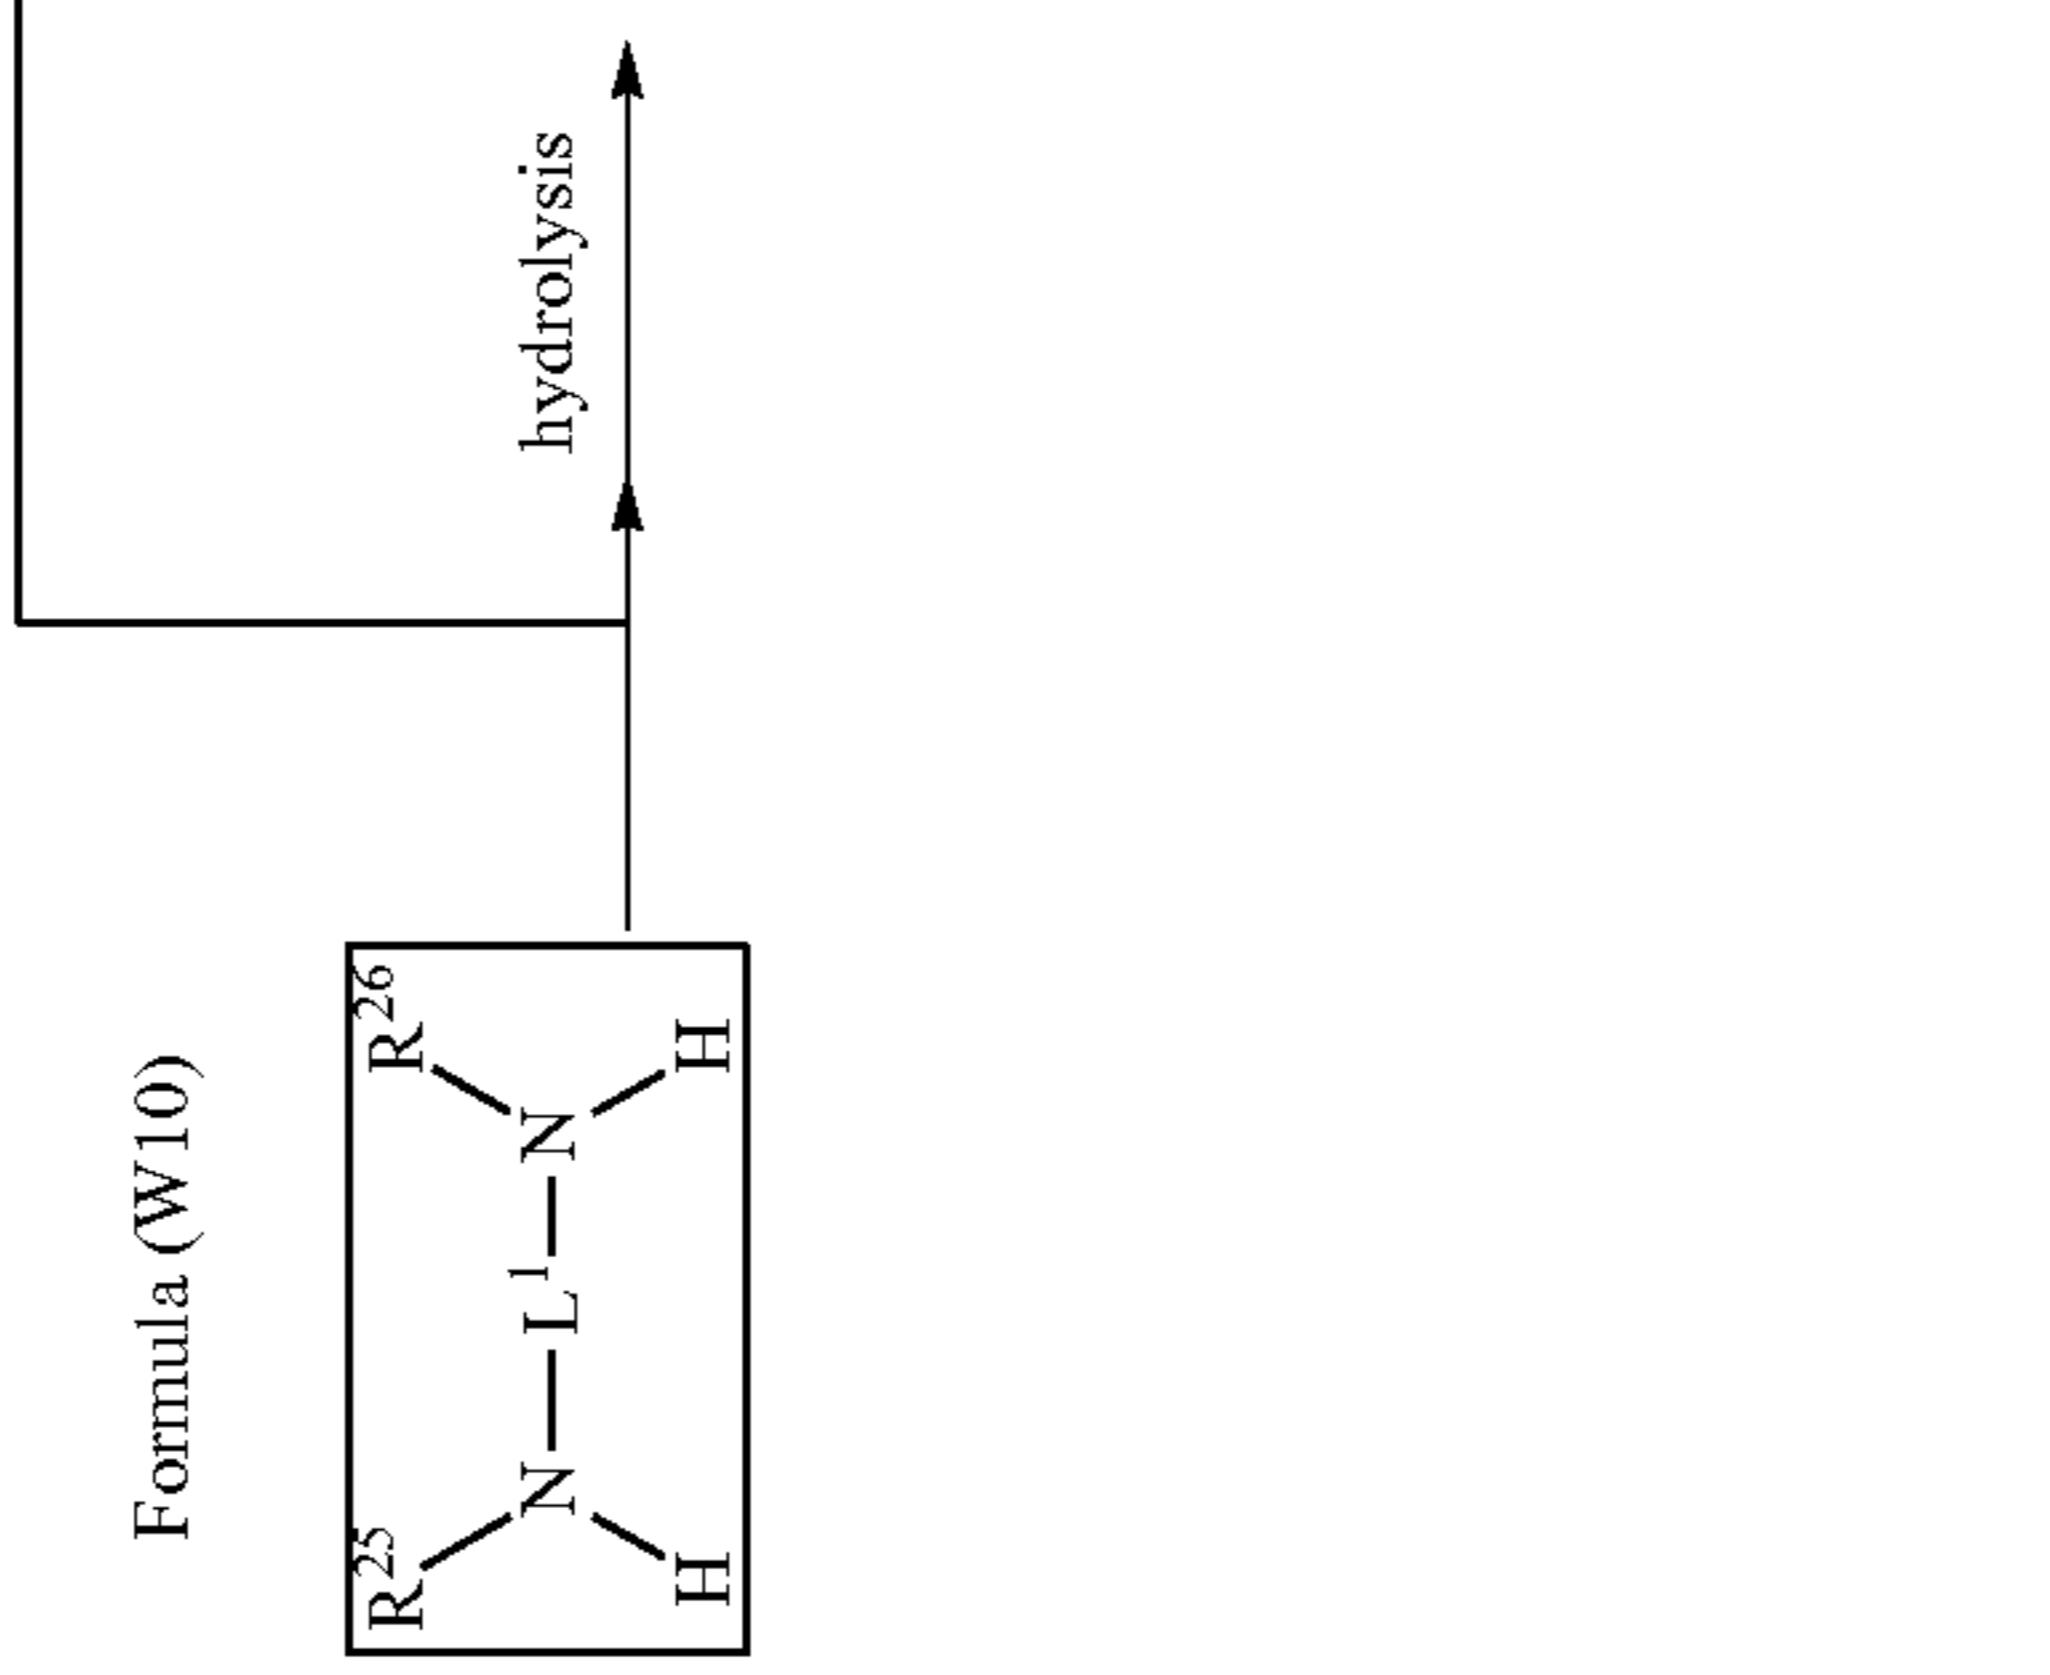 Formula (W10)
R²⁵ R²⁶
N—L¹—N
H H
hydrolysis